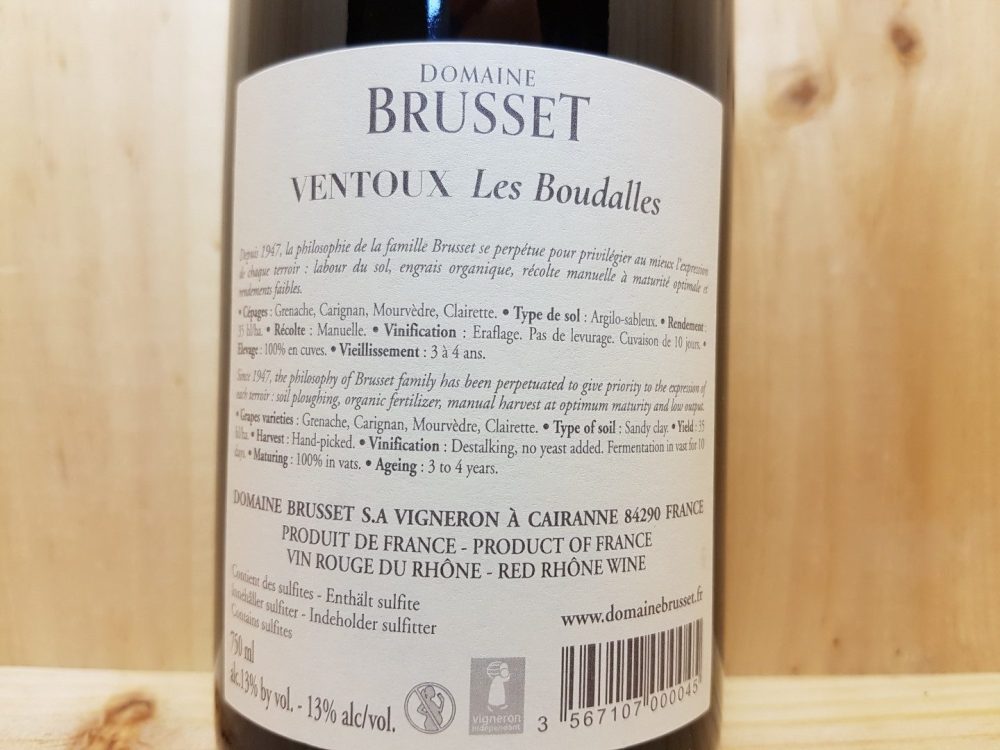 DOMAINE
BRUSSET
VENTOUX Les Boudalles
Depuis 1947, la philosophie de la famille Brusset se perpétue pour privilégier au mieux l'expression
de chaque terroir : labour du sol, engrais organique, récolte manuelle à maturité optimale et
rendements faibles.
• Cépages : Grenache, Carignan, Mourvèdre, Clairette. • Type de sol : Argilo-sableux. • Rendement :
35 hl/ha. • Récolte : Manuelle. • Vinification : Eraflage. Pas de levurage. Cuvaison de 10 jours. •
Elevage : 100% en cuves. • Vieillissement : 3 à 4 ans.
Since 1947, the philosophy of Brusset family has been perpetuated to give priority to the expression of
each terroir : soil ploughing, organic fertilizer, manual harvest at optimum maturity and low output.
• Grapes varieties : Grenache, Carignan, Mourvèdre, Clairette. • Type of soil : Sandy clay. • Yield : 35
hl/ha. • Harvest : Hand-picked. • Vinification : Destalking, no yeast added. Fermentation in vast for 10
days. • Maturing : 100% in vats. • Ageing : 3 to 4 years.
DOMAINE BRUSSET S.A VIGNERON À CAIRANNE 84290 FRANCE
PRODUIT DE FRANCE - PRODUCT OF FRANCE
VIN ROUGE DU RHÔNE - RED RHÔNE WINE
Contient des sulfites - Enthält sulfite
Innehåller sulfiter - Indeholder sulfitter
Contains sulfites
www.domainebrusset.fr
750 ml
alc.13% by vol. - 13% alc/vol.
vigneron
indépendant
3 567107 000045